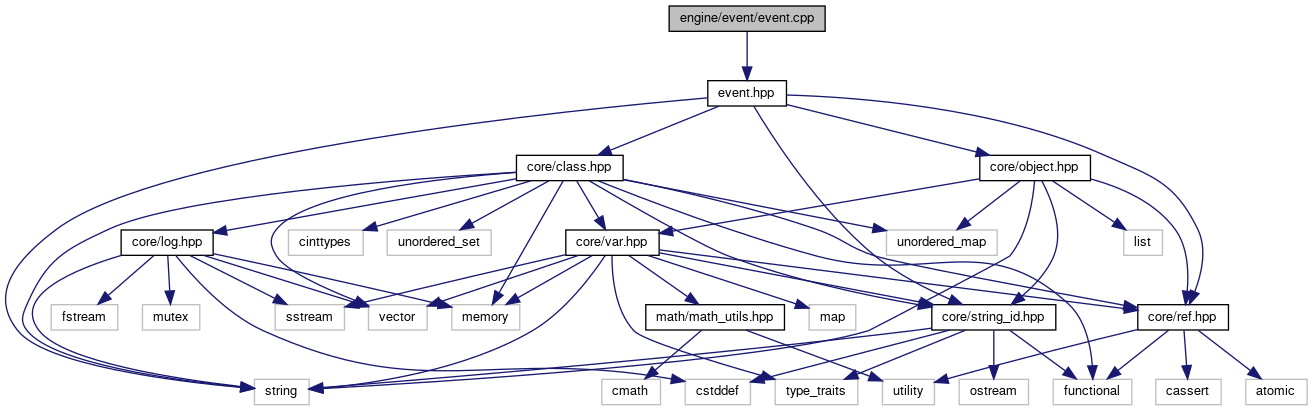 engine/event/event.cpp
event.hpp
core/class.hpp
core/object.hpp
core/log.hpp
cinttypes
unordered_set
core/var.hpp
unordered_map
list
fstream
mutex
sstream
vector
memory
math/math_utils.hpp
map
core/string_id.hpp
core/ref.hpp
string
cmath
cstddef
type_traits
utility
ostream
functional
cassert
atomic